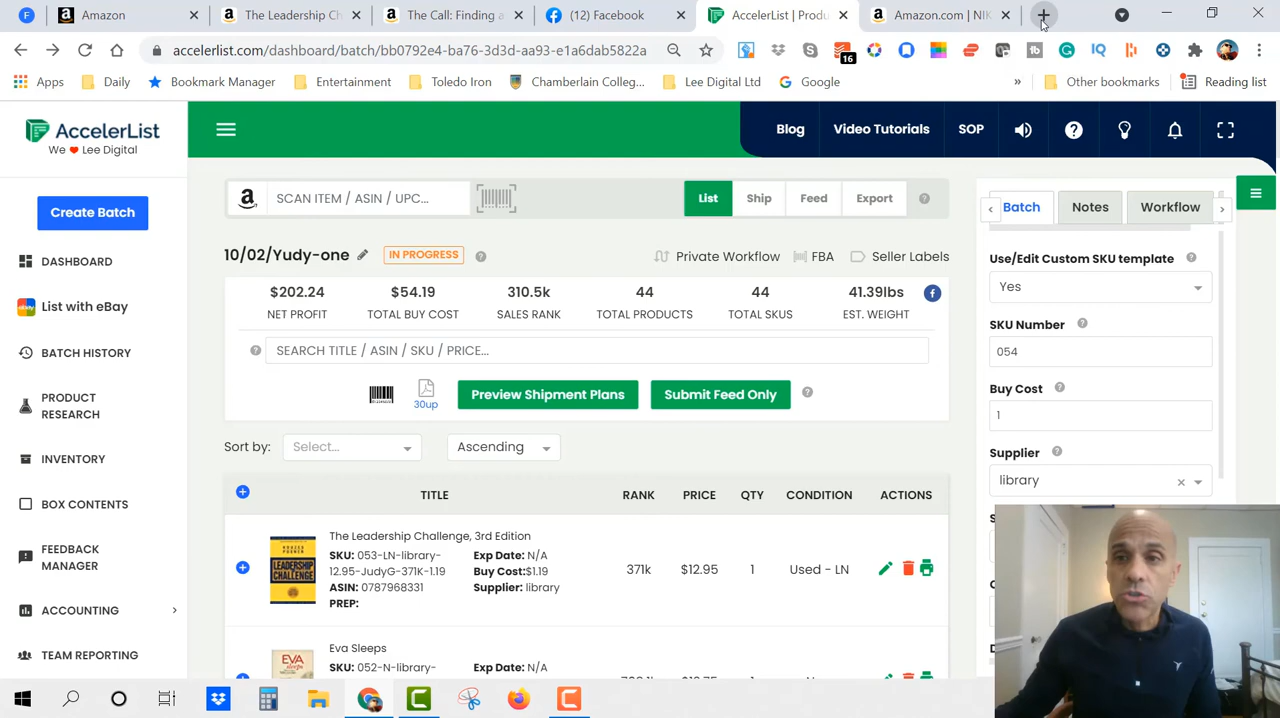 Amazon
The Leadership Ch
The Call: Finding a
(12) Facebook
AccelerList | Produ
Amazon.com | NIK
accelerlist.com/dashboard/batch/bb0792e4-ba76-3d3d-aa93-e1a6dab5822a
16
Apps
Daily
Bookmark Manager
Entertainment
Toledo Iron
Chamberlain Colleg...
Lee Digital Ltd
Google
»
Other bookmarks
Reading list
AccelerList
We ❤ Lee Digital
Blog
Video Tutorials
SOP
Create Batch
DASHBOARD
List with eBay
BATCH HISTORY
PRODUCT
RESEARCH
INVENTORY
BOX CONTENTS
FEEDBACK
MANAGER
ACCOUNTING
TEAM REPORTING
SCAN ITEM / ASIN / UPC...
List
Ship
Feed
Export
10/02/Yudy-one
IN PROGRESS
Private Workflow
FBA
Seller Labels
$202.24
NET PROFIT
$54.19
TOTAL BUY COST
310.5k
SALES RANK
44
TOTAL PRODUCTS
44
TOTAL SKUS
41.39lbs
EST. WEIGHT
SEARCH TITLE / ASIN / SKU / PRICE...
30up
Preview Shipment Plans
Submit Feed Only
Sort by:
Select...
Ascending
TITLE
RANK
PRICE
QTY
CONDITION
ACTIONS
The Leadership Challenge, 3rd Edition
SKU: 053-LN-library-
12.95-JudyG-371K-1.19
ASIN: 0787968331
PREP:
Exp Date: N/A
Buy Cost:$1.19
Supplier: library
371k
$12.95
1
Used - LN
Eva Sleeps
SKU: 052-N-library-
Exp Date: N/A
Batch
Notes
Workflow
Use/Edit Custom SKU template
Yes
SKU Number
054
Buy Cost
1
Supplier
library